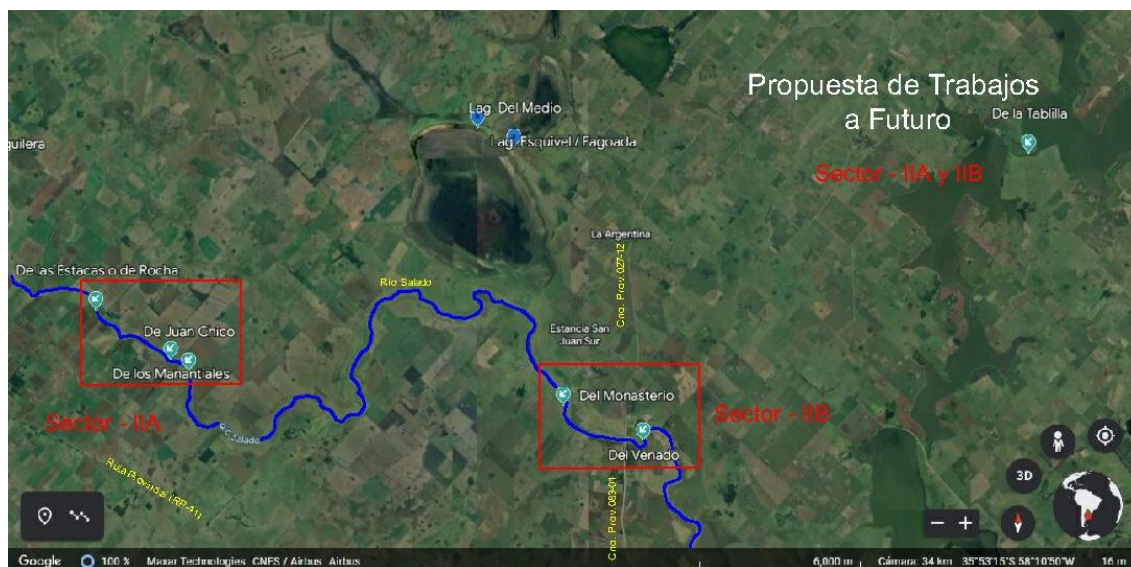 Propuesta de Trabajos
a Futuro
De la Tablilla
Sector - IIA y IIB
Lag. Del Medio
Lag. Esquivel / Fagoada
guilera
La Argentina
Cno. Prov.027-12
De las Estacas o de Rocha
Río Salado
De Juan Chico
De los Manantiales
Estancia San
Juan Sur
Del Monasterio
Sector - IIA
Sector - IIB
Río Salado
Del Venado
Ruta Provincial (RP-41)
Cno. Prov.083-01
3D
Google
100 %
Maxar Technologies CNES / Airbus Airbus
6,000 m
Cámara: 34 km 35°53'15"S 58°10'50"W
16 m